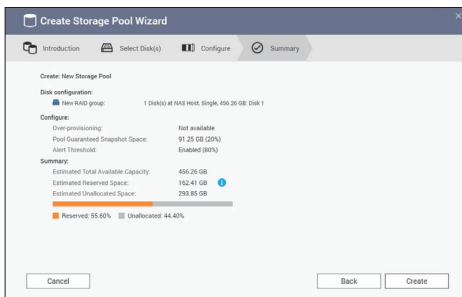 Create Storage Pool Wizard
Introduction Select Disk(s) Configure Summary
Create: New Storage Pool
Disk configuration:
New RAID group: 1 Disk(s) at NAS Host. Single, 456.26 GB: Disk 1
Configure:
Over-provisioning: Not available
Pool Guaranteed Snapshot Space: 91.25 GB (20%)
Alert Threshold: Enabled (80%)
Summary:
Estimated Total Available Capacity: 456.26 GB
Estimated Reserved Space: 162.41 GB
Estimated Unallocated Space: 293.85 GB
Reserved: 55.60% Unallocated: 44.40%
Cancel Back Create